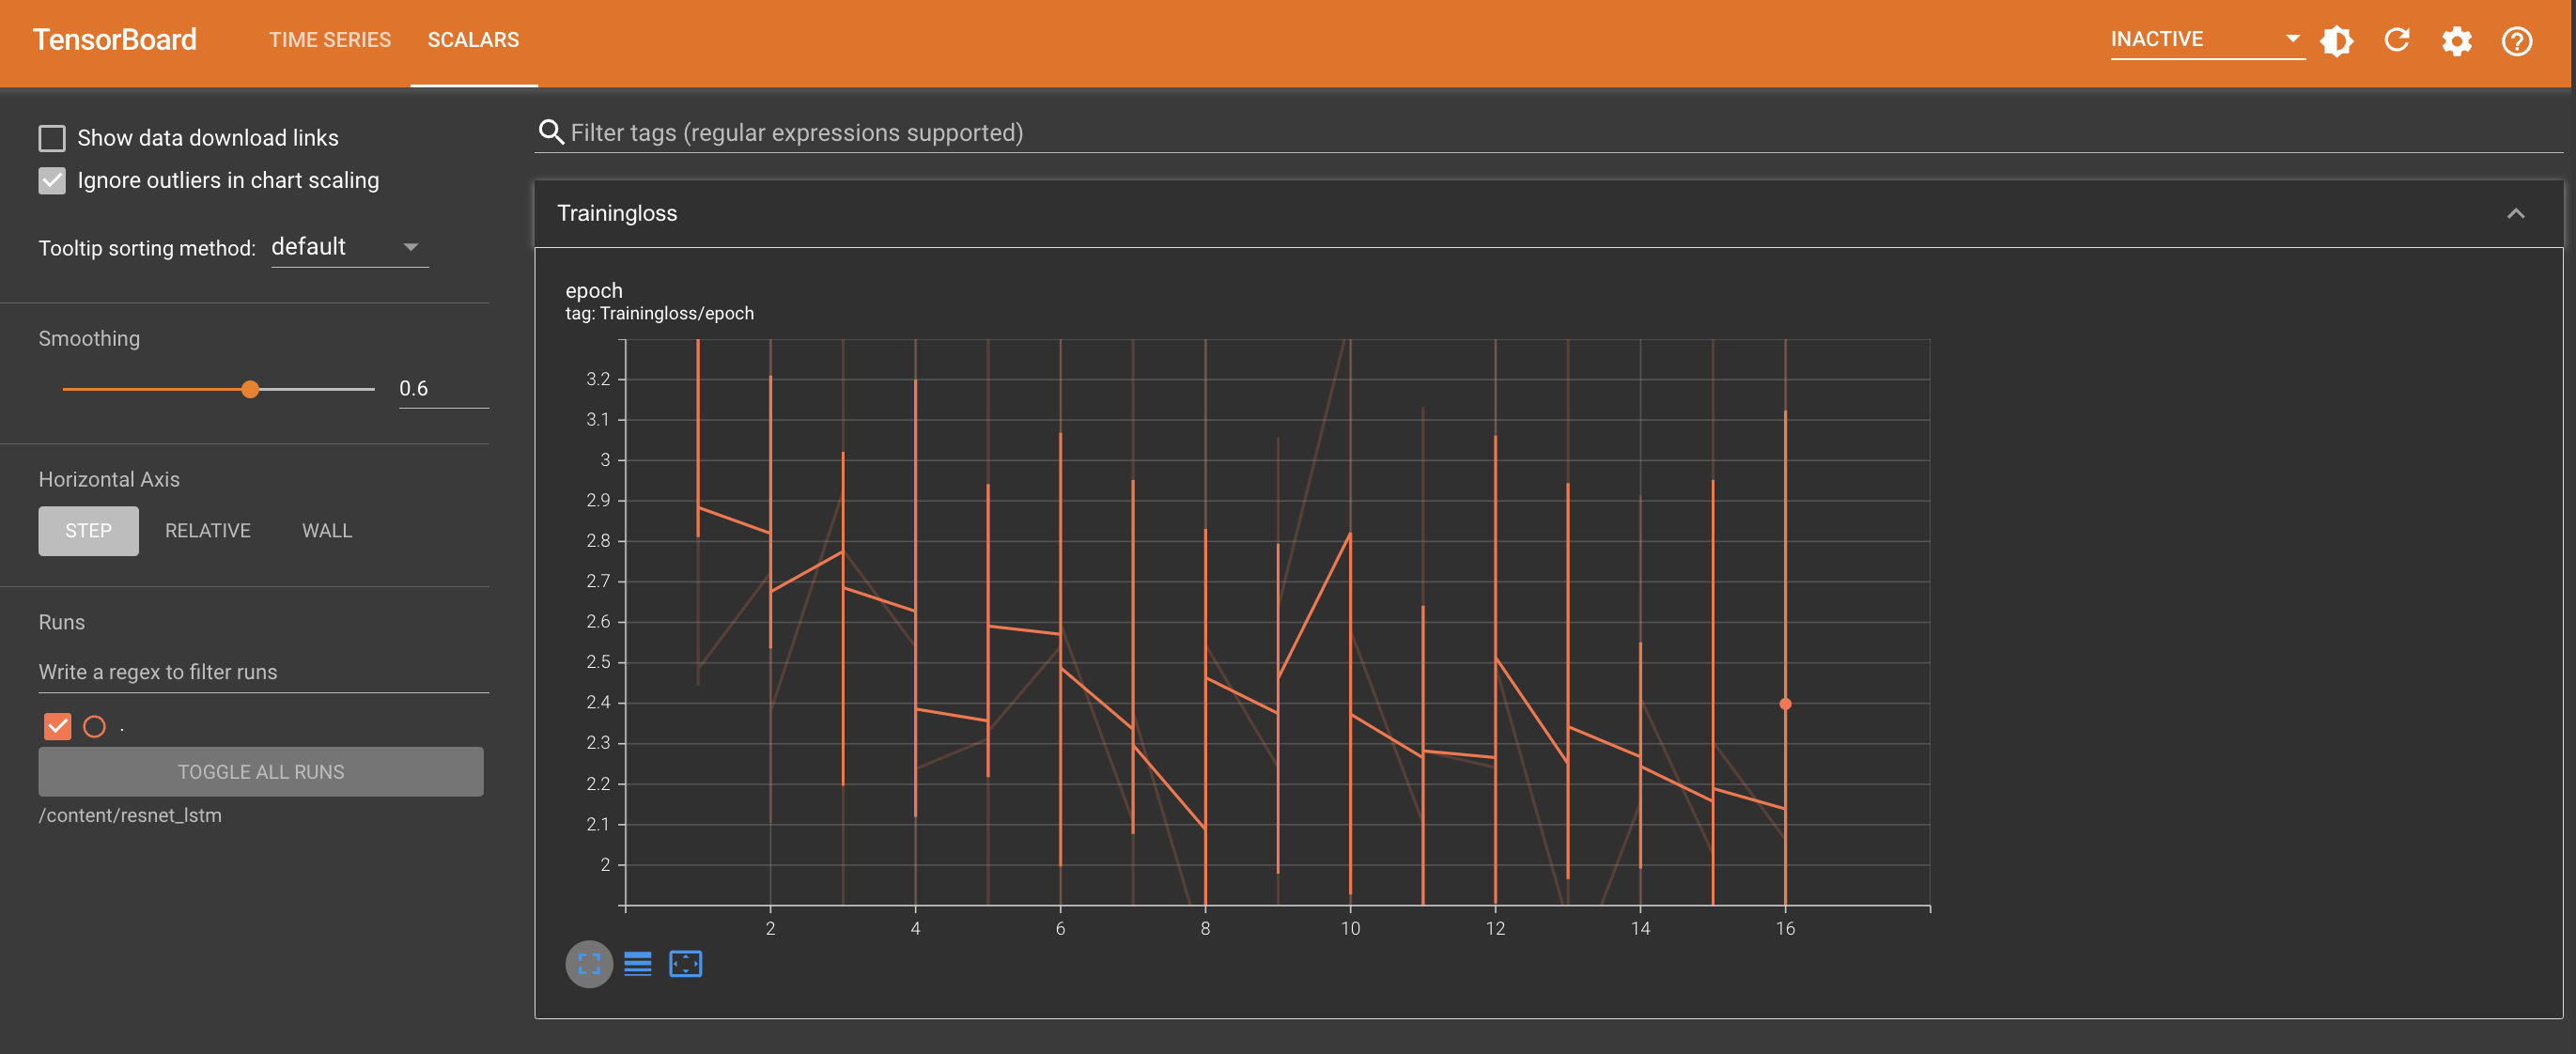 TensorBoard
TIME SERIES
SCALARS
INACTIVE
Show data download links
Ignore outliers in chart scaling
Tooltip sorting method: default
Smoothing
0.6
Horizontal Axis
STEP RELATIVE WALL
Runs
Write a regex to filter runs
.
TOGGLE ALL RUNS
/content/resnet_lstm
Filter tags (regular expressions supported)
Trainingloss
epoch
tag: Trainingloss/epoch
3.2
3.1
3
2.9
2.8
2.7
2.6
2.5
2.4
2.3
2.2
2.1
2
2 4 6 8 10 12 14 16